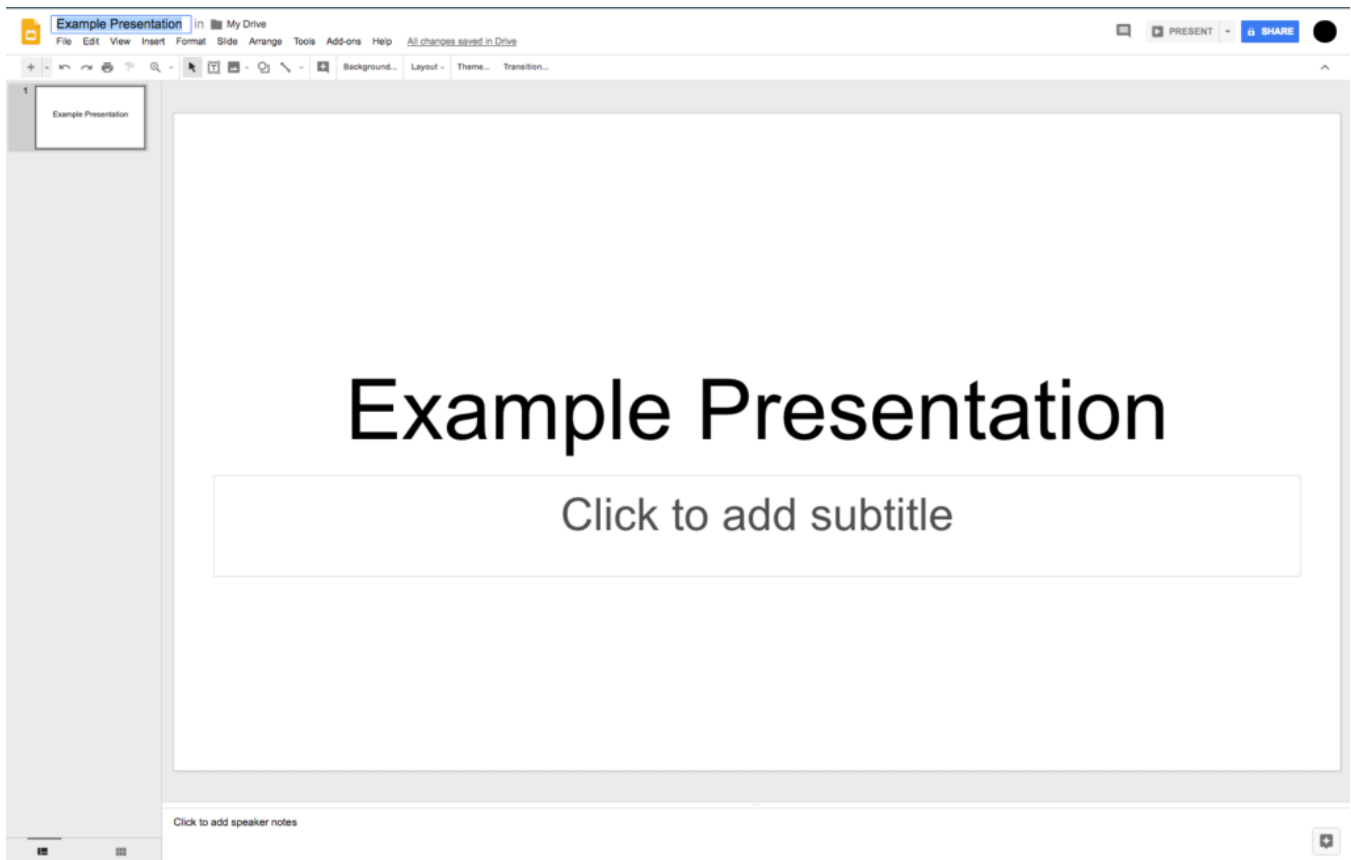 Example Presentation in My Drive
File Edit View Insert Format Slide Arrange Tools Add-ons Help All changes saved in Drive
PRESENT SHARE
Background... Layout Theme... Transition...
1
Example Presentation
Example Presentation
Click to add subtitle
Click to add speaker notes